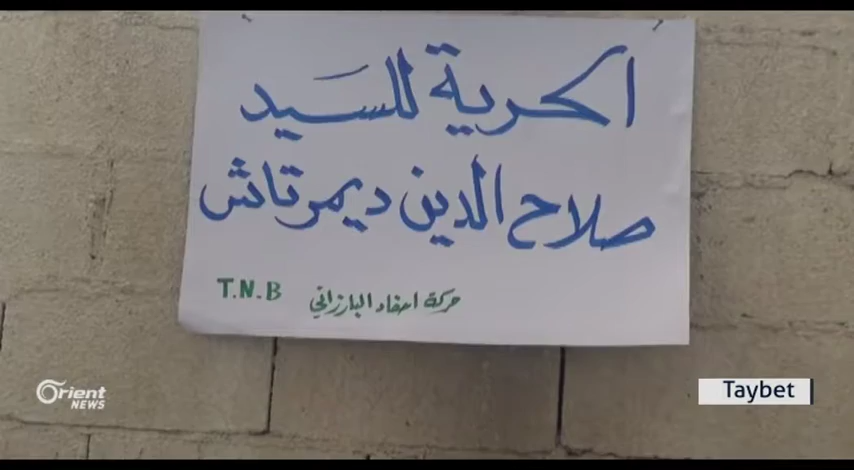 الحرية للسيد
صلاح الدين ديمرتاش
حركة احفاد البارزاني T.N.B
Orient NEWS
Taybet